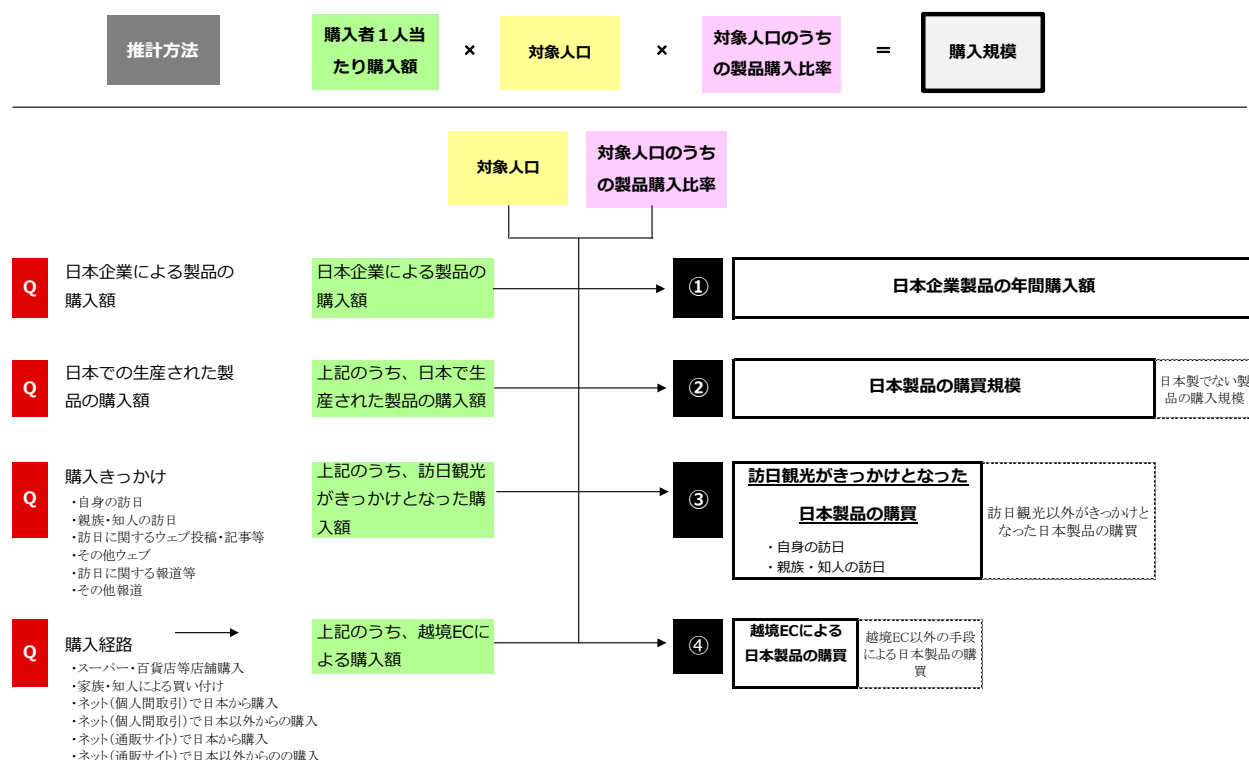 推計方法
購入者１人当
たり購入額
×
対象人口
×
対象人口のうち
の製品購入比率
＝
購入規模
対象人口
対象人口のうち
の製品購入比率
Q
日本企業による製品の
購入額
日本企業による製品の
購入額
①
日本企業製品の年間購入額
Q
日本での生産された製
品の購入額
上記のうち、日本で生
産された製品の購入額
②
日本製品の購買規模
日本製でない製
品の購入規模
Q
購入きっかけ
・自身の訪日
・親族・知人の訪日
・訪日に関するウェブ投稿・記事等
・その他ウェブ
・訪日に関する報道等
・その他報道
上記のうち、訪日観光
がきっかけとなった購
入額
③
訪日観光がきっかけとなった
日本製品の購買
・自身の訪日
・親族・知人の訪日
訪日観光以外がきっかけと
なった日本製品の購買
Q
購入経路
・スーパー・百貨店等店舗購入
・家族・知人による買い付け
・ネット（個人間取引）で日本から購入
・ネット（個人間取引）で日本以外からの購入
・ネット（通販サイト）で日本から購入
・ネット（通販サイト）で日本以外からのの購入
上記のうち、越境ECに
よる購入額
④
越境ECによる
日本製品の購買
越境EC以外の手段
による日本製品の購
買